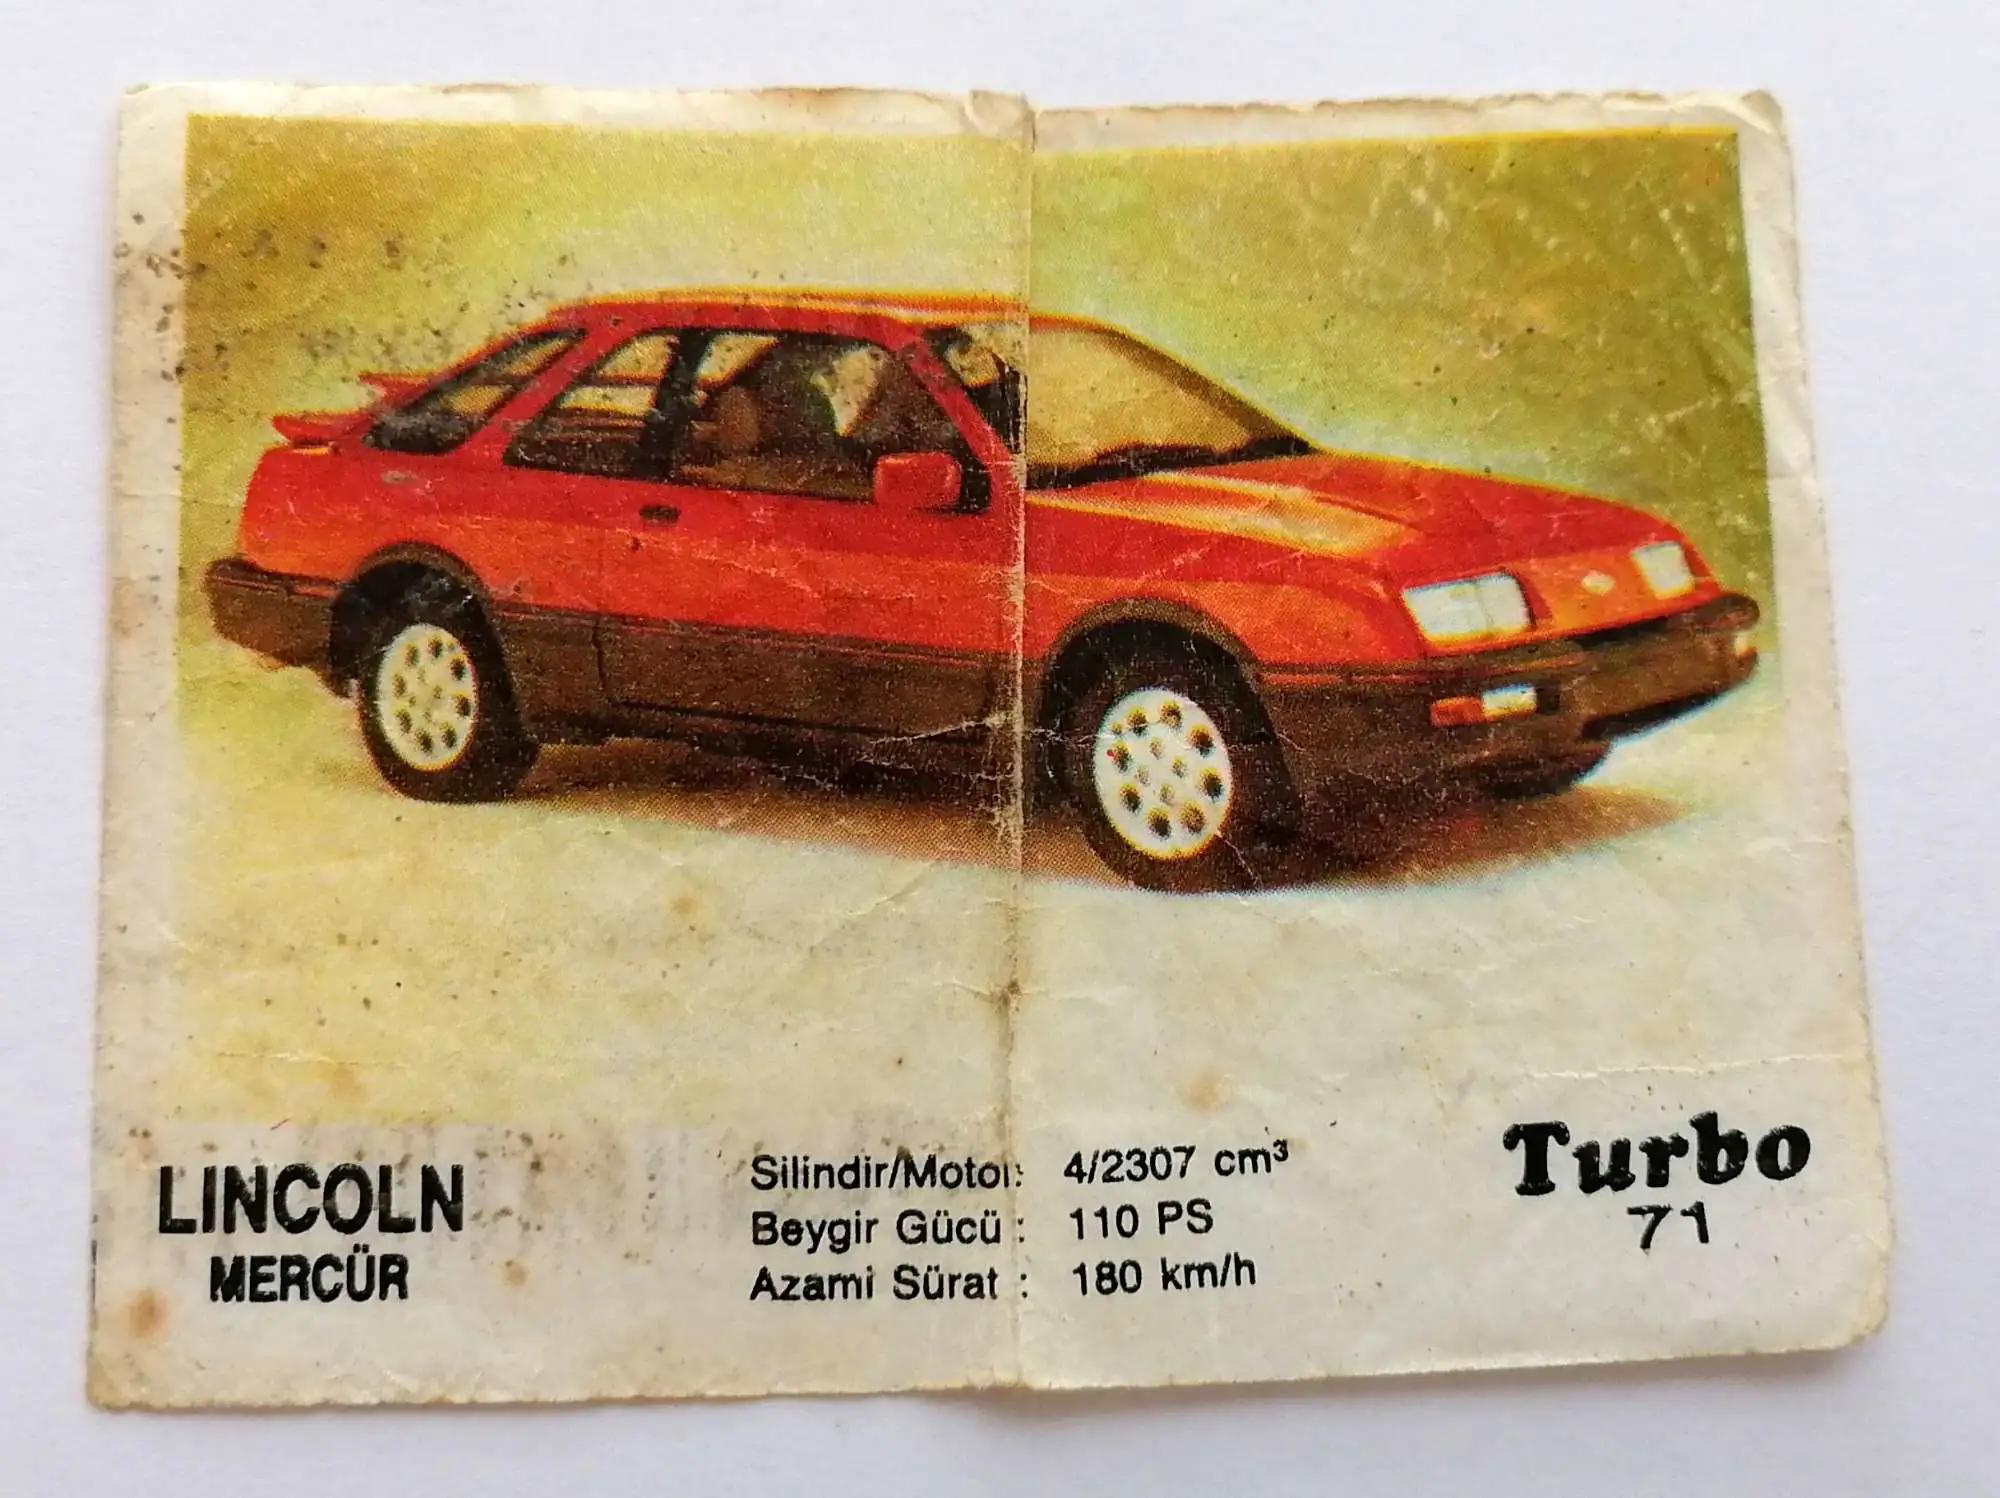 LINCOLN
MERCÜR
Silindir/Motor: 4/2307 cm³
Beygir Gücü : 110 PS
Azami Sürat : 180 km/h
Turbo
71